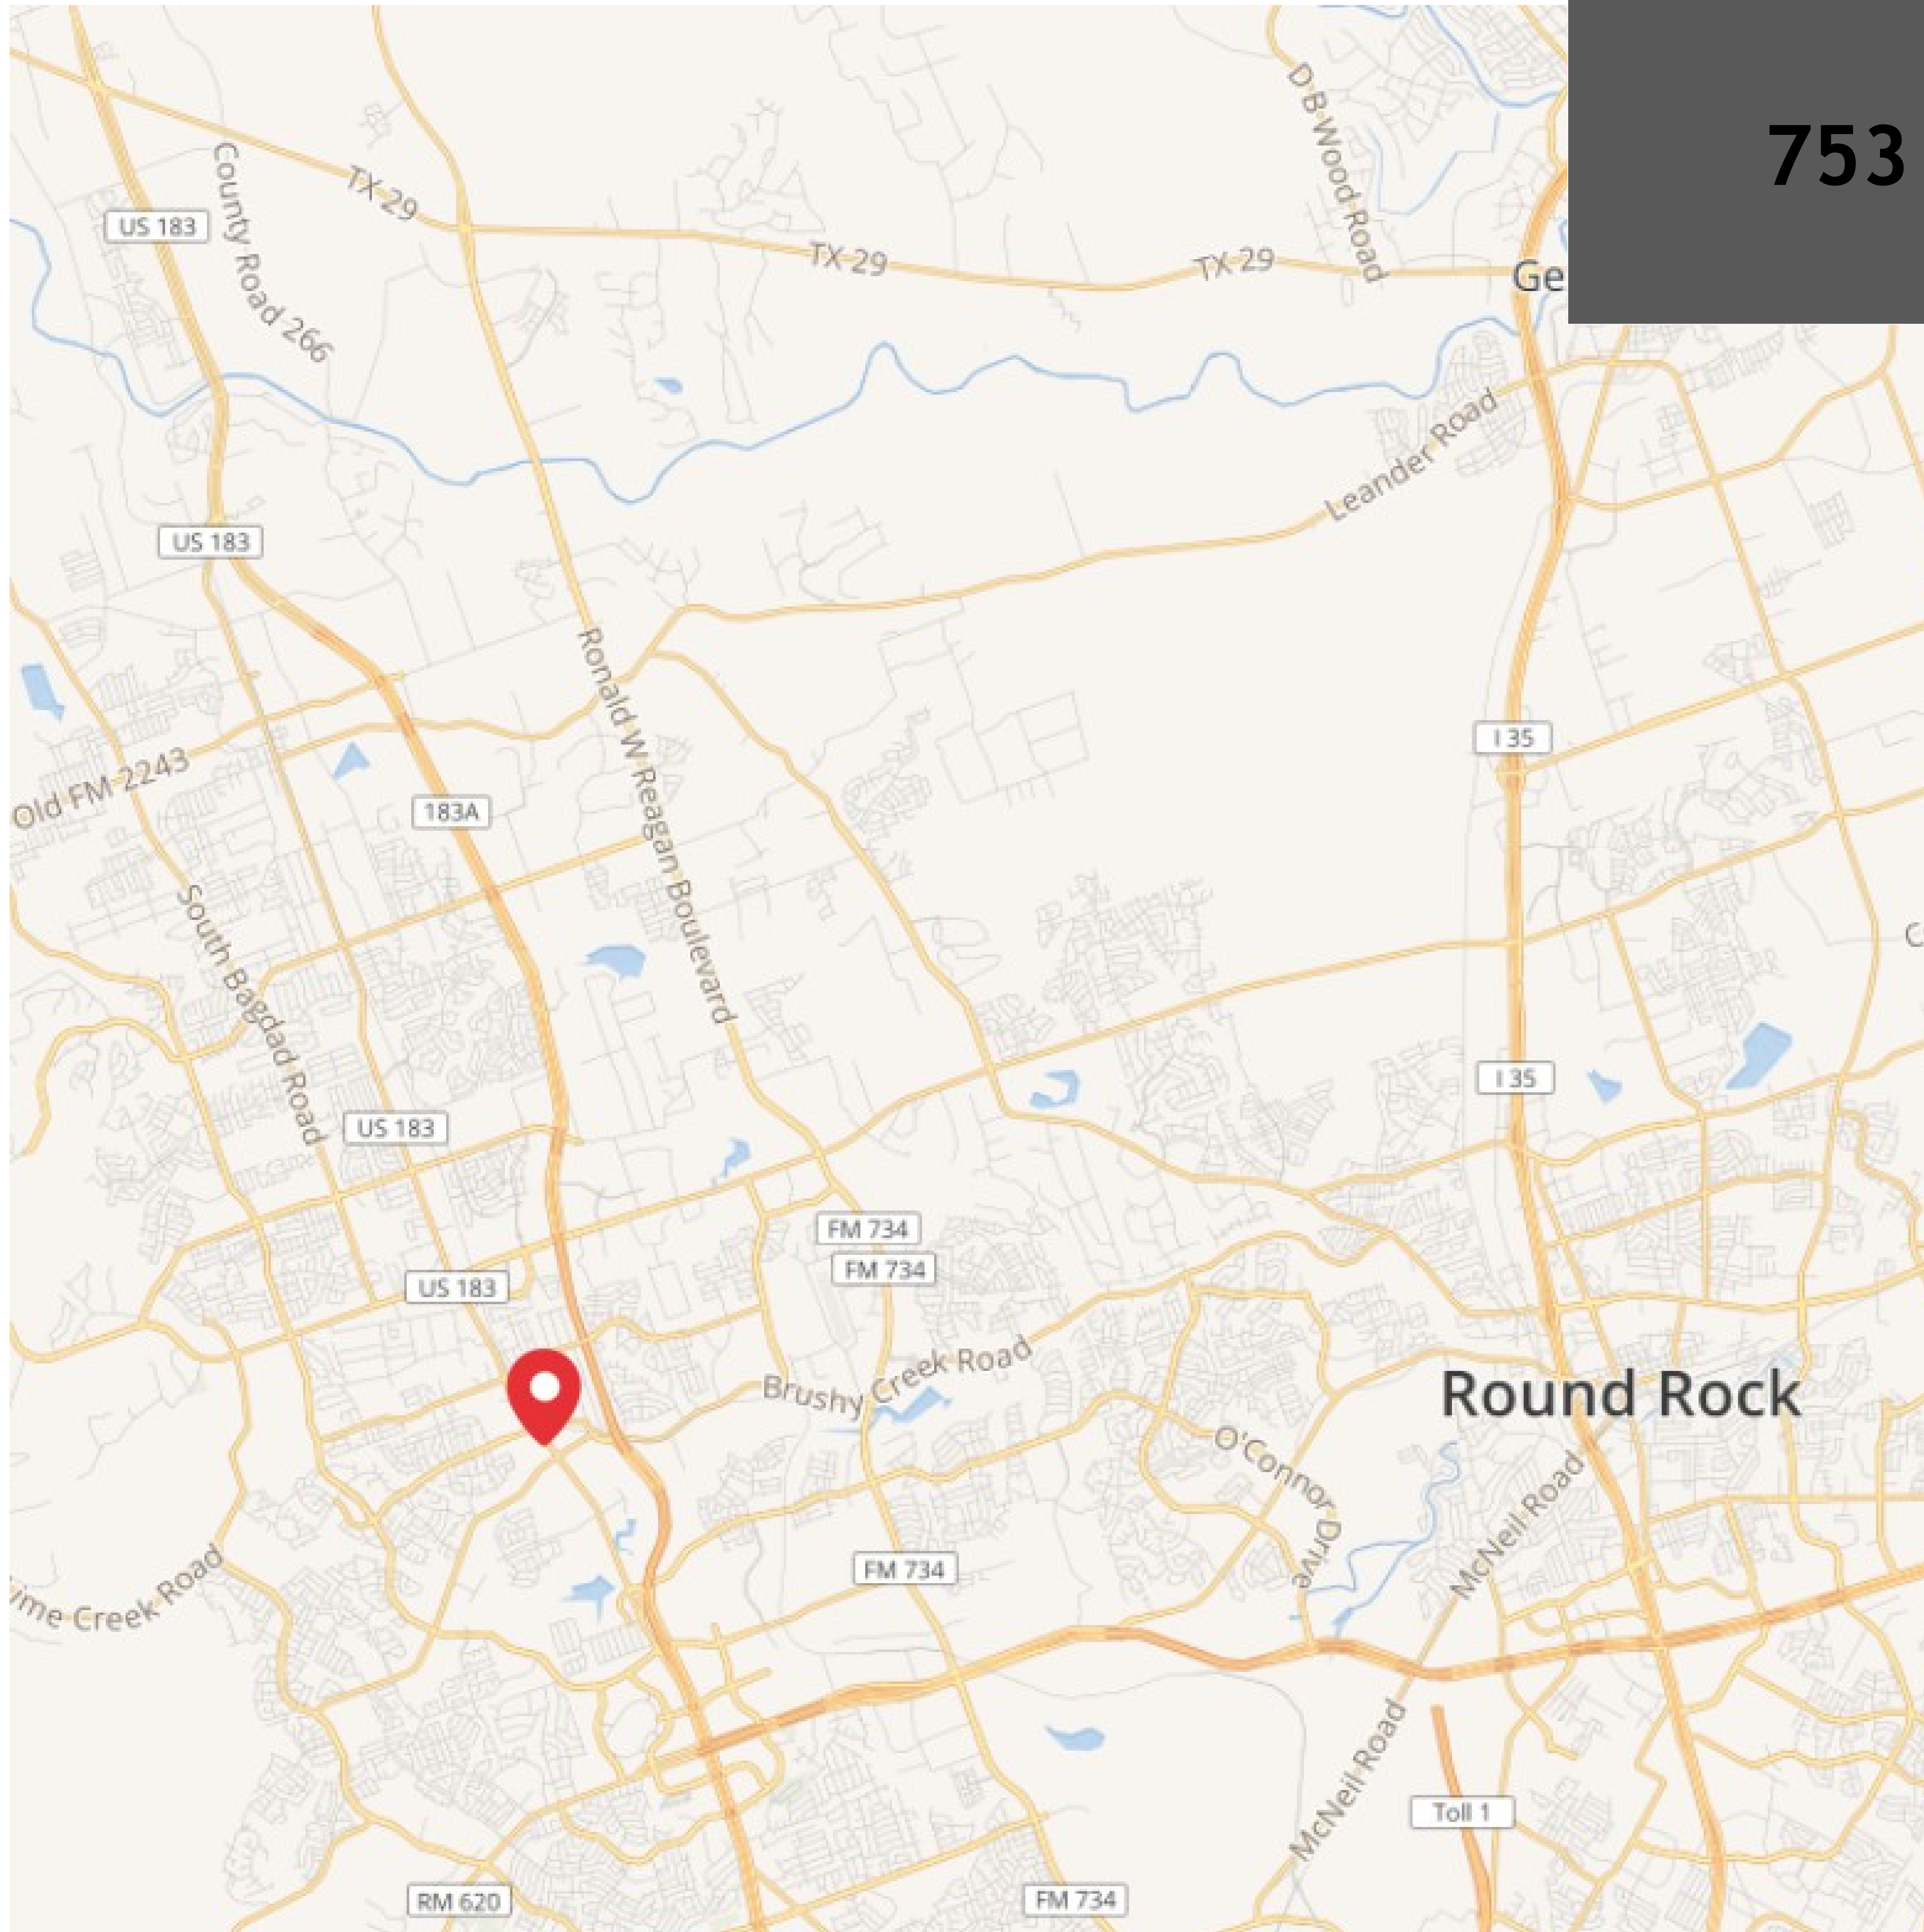 753
D B Wood Road
County Road 266
TX 29
US 183
TX 29
TX 29
Ge
Leander Road
US 183
Ronald W Reagan Boulevard
I 35
Old FM 2243
183A
South Bagdad Road
C
I 35
US 183
FM 734
FM 734
US 183
Brushy Creek Road
Round Rock
O'Connor Drive
McNeil Road
FM 734
yme Creek Road
McNeil Road
Toll 1
RM 620
FM 734